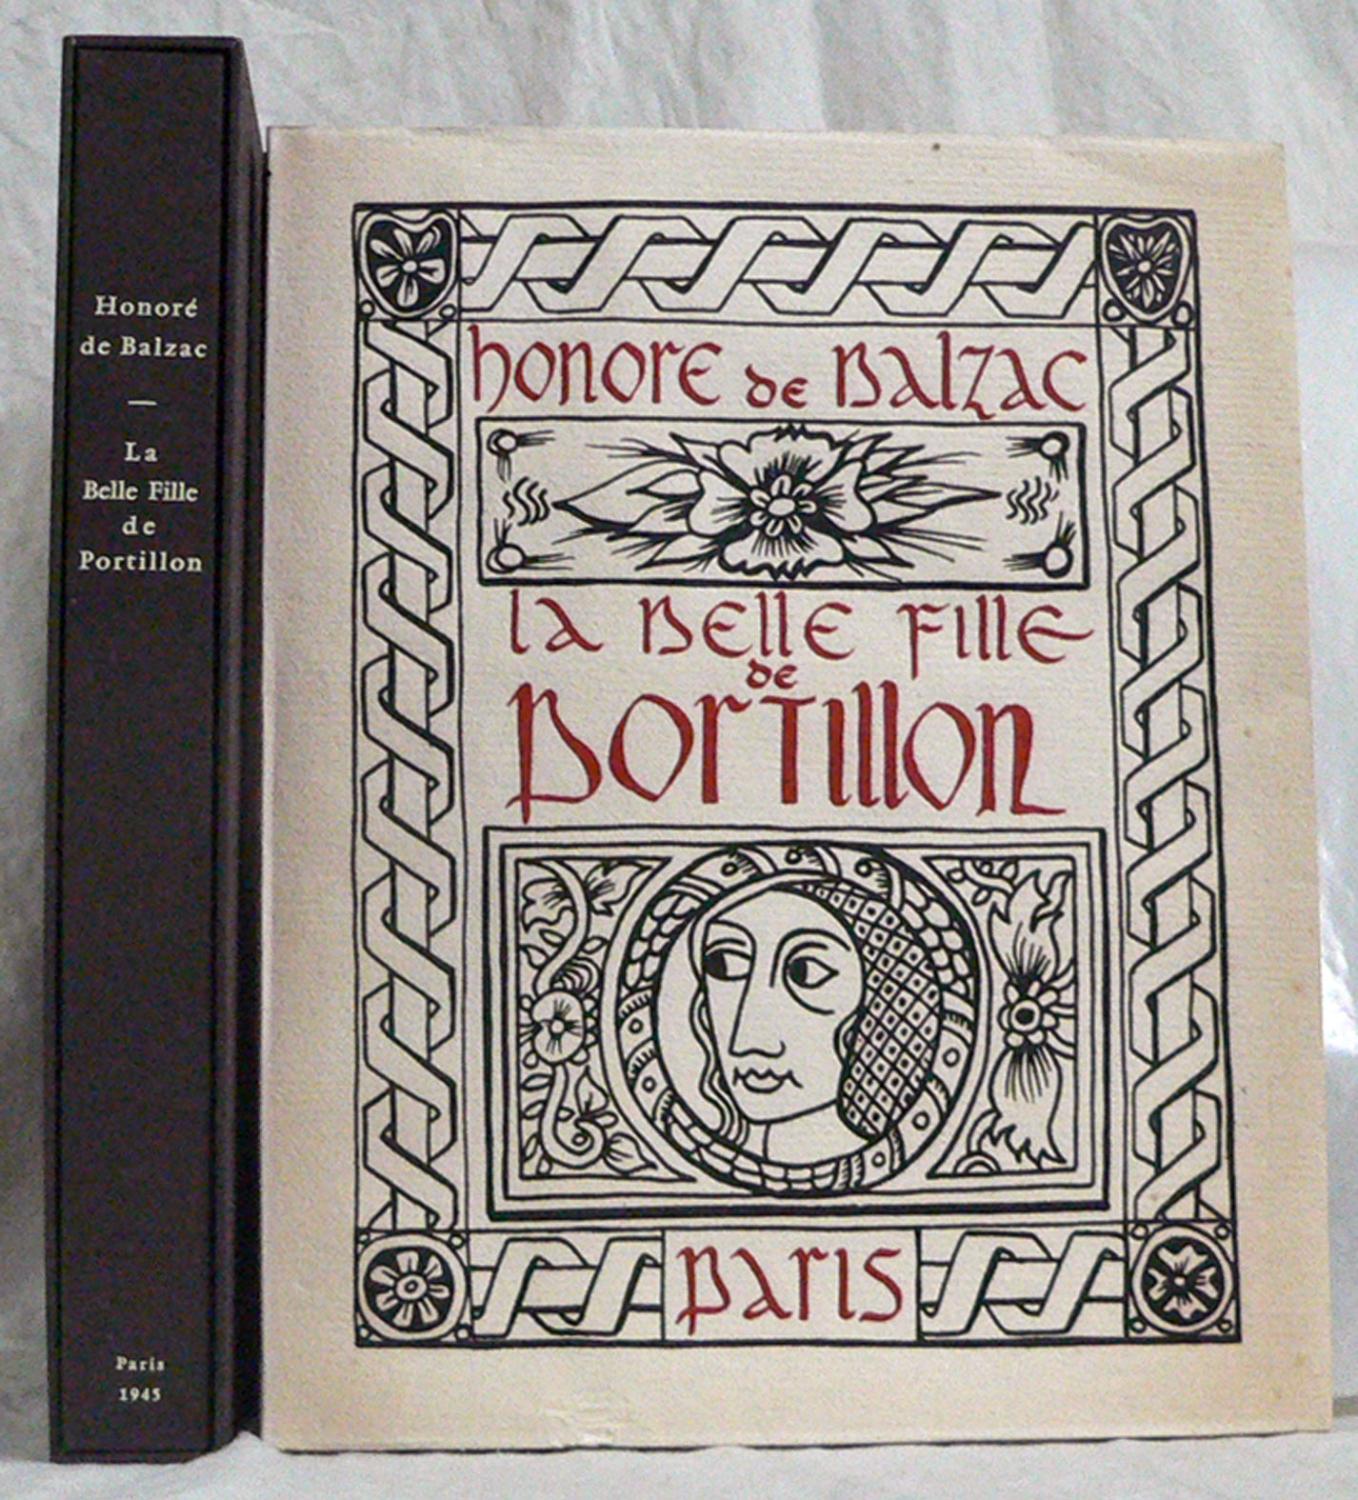 Honoré
de Balzac
—
La
Belle Fille
de
Portillon
Paris
1945
honore de Balzac
la Belle fille
de
Portillon
Paris